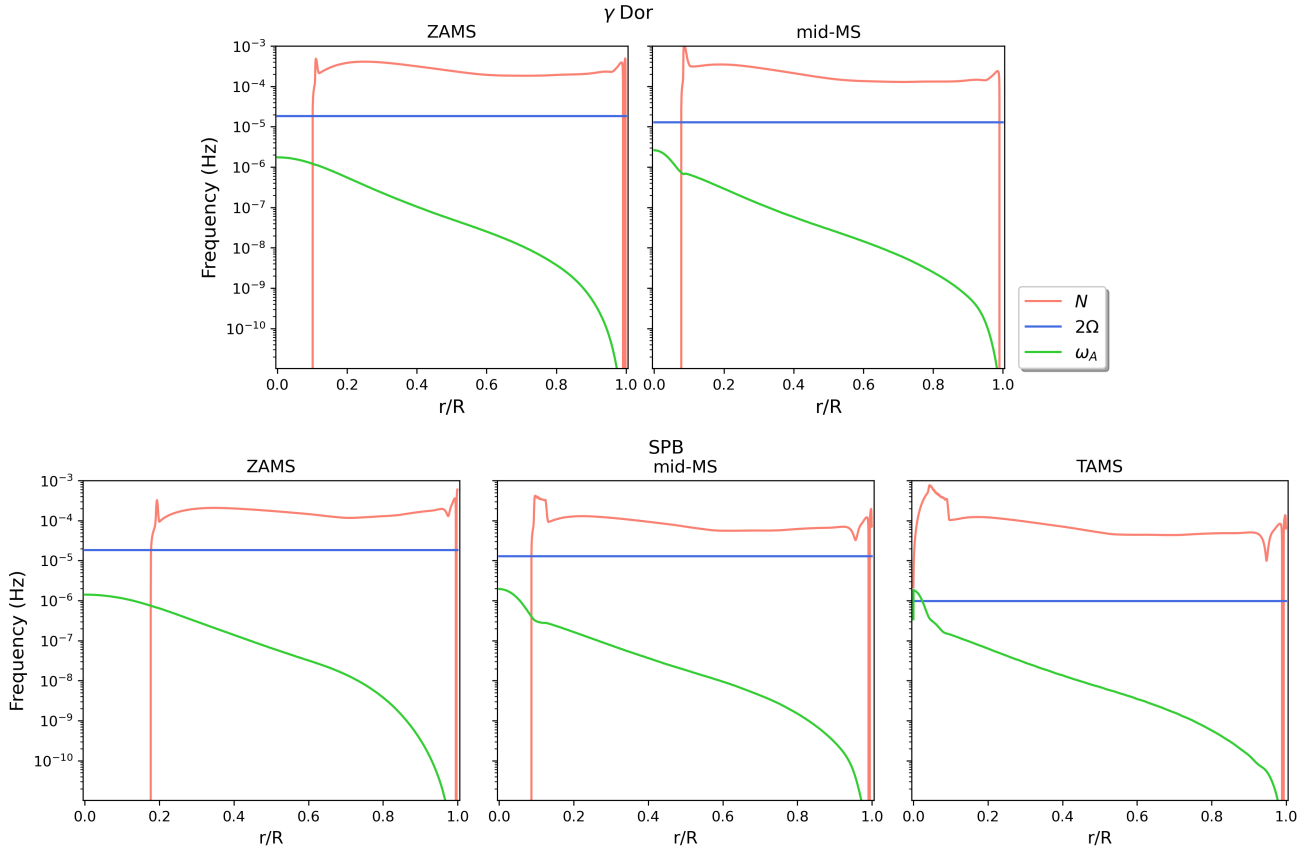 γ Dor
ZAMS
mid-MS
10⁻³
10⁻⁴
10⁻⁵
10⁻⁶
10⁻⁷
10⁻⁸
10⁻⁹
10⁻¹⁰
Frequency (Hz)
0.0 0.2 0.4 0.6 0.8 1.0
0.0 0.2 0.4 0.6 0.8 1.0
r/R
r/R
N
2Ω
ω_A
SPB
ZAMS
mid-MS
TAMS
10⁻³
10⁻⁴
10⁻⁵
10⁻⁶
10⁻⁷
10⁻⁸
10⁻⁹
10⁻¹⁰
Frequency (Hz)
0.0 0.2 0.4 0.6 0.8 1.0
0.0 0.2 0.4 0.6 0.8 1.0
0.0 0.2 0.4 0.6 0.8 1.0
r/R
r/R
r/R